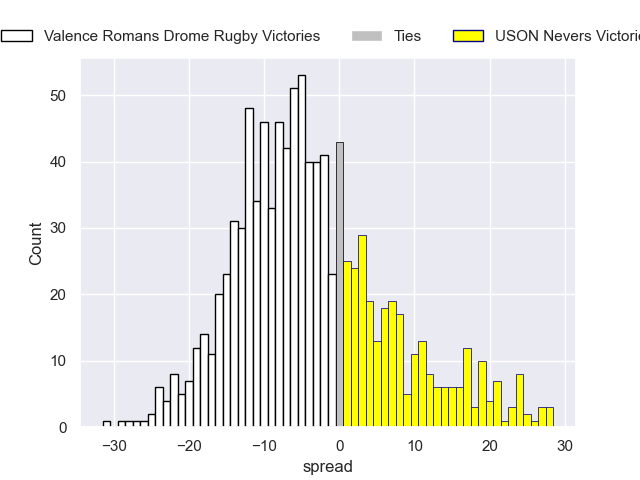 Valence Romans Drome Rugby Victories Ties USON Nevers Victorie
50
40
30
20
10
0
Count
−30 −20 −10 0 10 20 30
spread